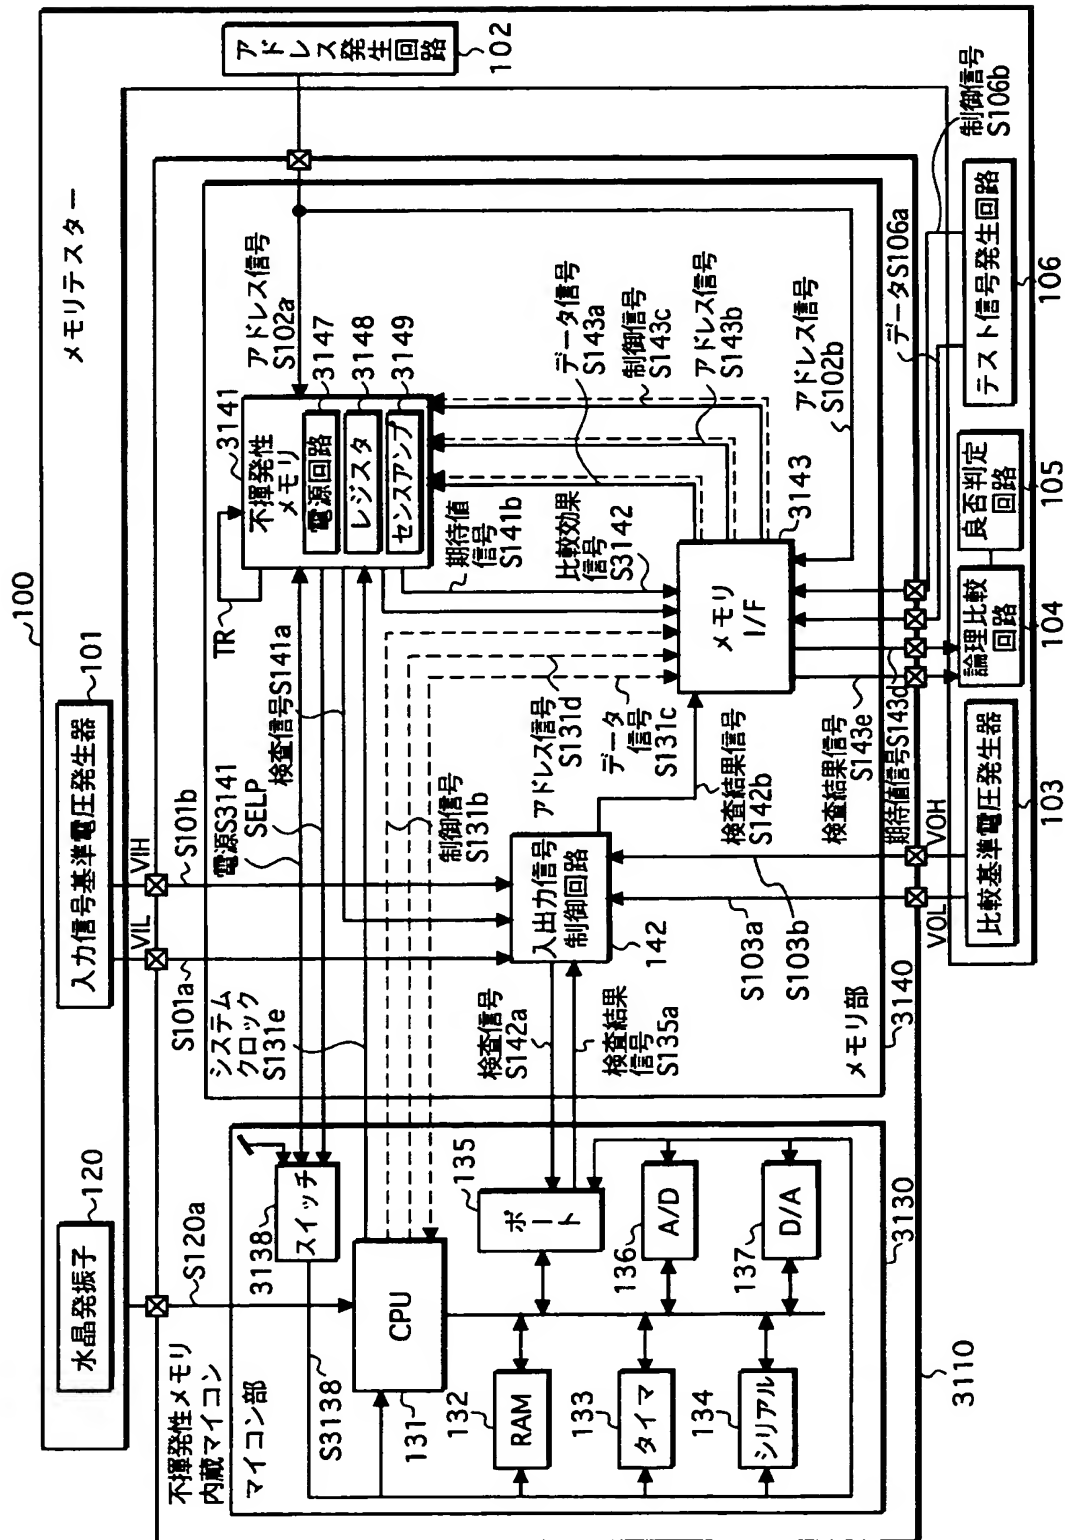 100
メモリテスター
水晶発振子
120
入力信号基準電圧発生器
101
アドレス発生回路
102
不揮発性メモリ
内蔵マイコン
S120a
VIL
VIH
S101a
S101b
マイコン部
3138
スイッチ
S3138
CPU
131
RAM
132
タイマ
133
シリアル
134
ポート
135
A/D
136
D/A
137
3130
3110
システム
クロック
S131e
電源S3141
SELP
検査信号S141a
TR
不揮発性
メモリ
3141
電源回路
3147
レジスタ
3148
センスアンプ
3149
アドレス信号
S102a
制御信号
S131b
アドレス信号
S131d
データ
信号
S131c
期待値
信号
S141b
比較効果
信号
S3142
データ信号
S143a
制御信号
S143c
アドレス信号
S143b
検査信号
S142a
検査結果
信号
S135a
入出力信号
制御回路
142
検査結果信号
S142b
メモリ
I/F
3143
アドレス信号
S102b
S103a
S103b
メモリ部
3140
検査結果信号
S143e
期待値信号S143d
データS106a
制御信号
S106b
VOL
VOH
比較基準電圧発生器
103
論理比較
回路
104
良否判定
回路
105
テスト信号発生回路
106